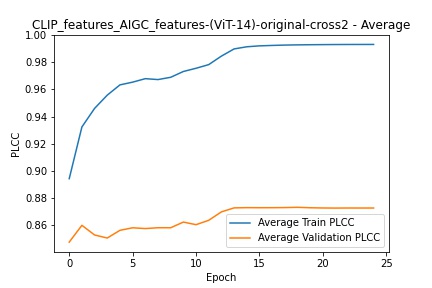 CLIP_features_AIGC_features-(ViT-14)-original-cross2 - Average
1.00
0.98
0.96
0.94
0.92
0.90
0.88
0.86
PLCC
Average Train PLCC
Average Validation PLCC
0
5
10
15
20
25
Epoch